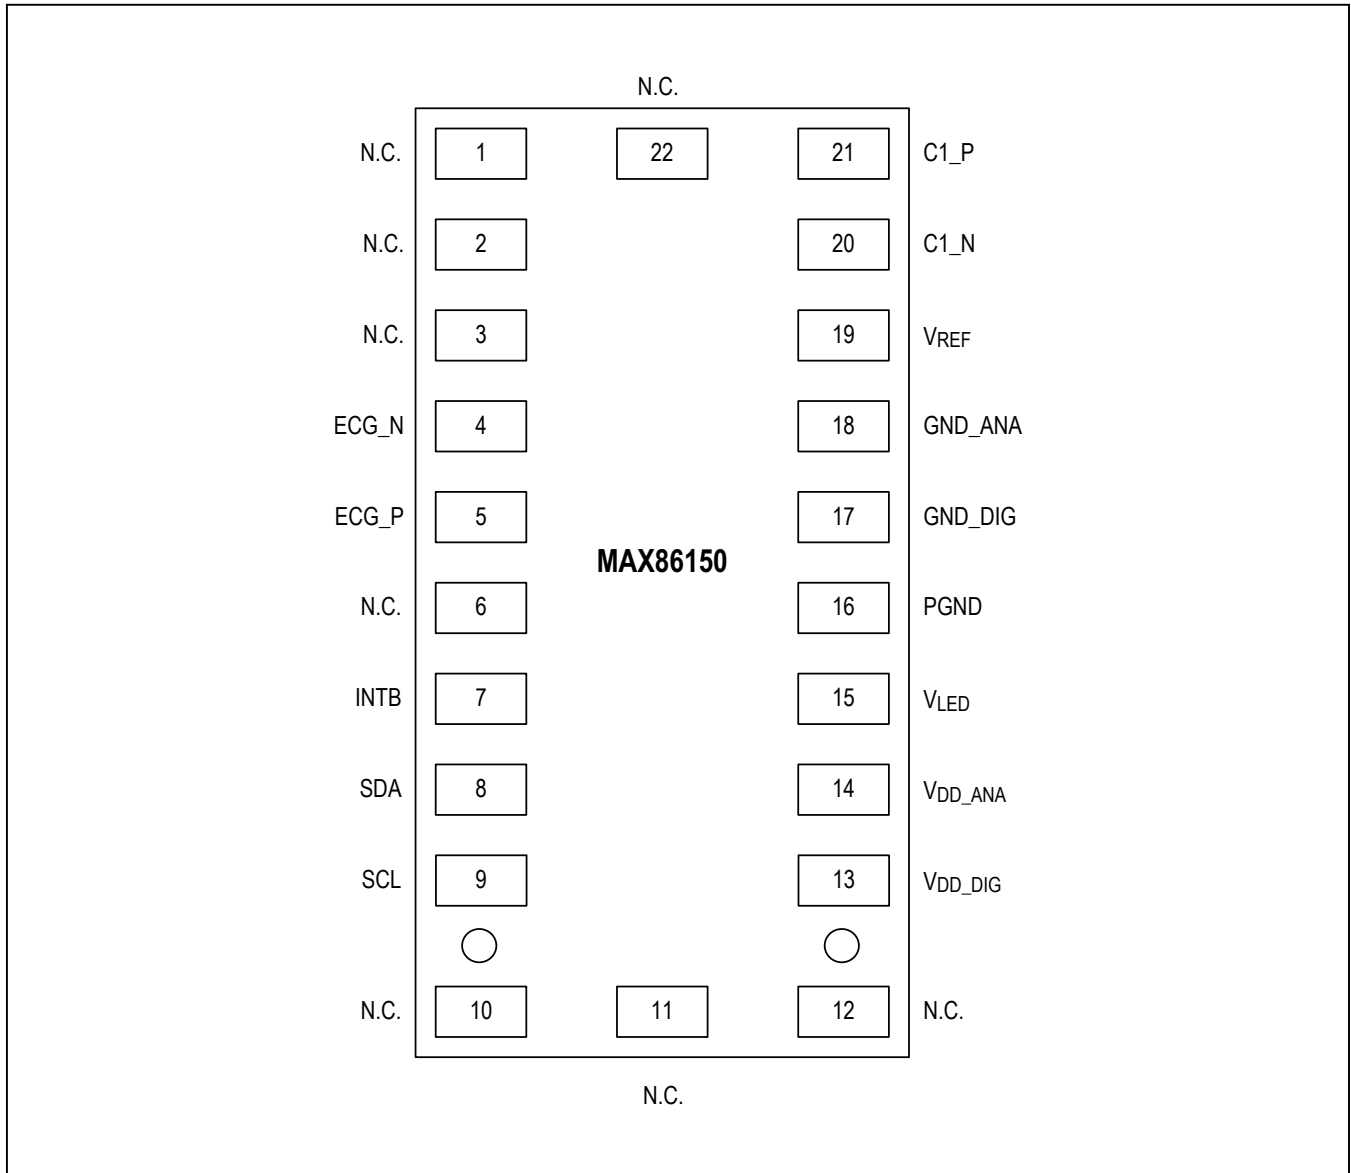 N.C.
N.C. 1 22 21 C1_P
N.C. 2 20 C1_N
N.C. 3 19 VREF
ECG_N 4 18 GND_ANA
ECG_P 5 17 GND_DIG
MAX86150
N.C. 6 16 PGND
INTB 7 15 VLED
SDA 8 14 VDD_ANA
SCL 9 13 VDD_DIG
N.C. 10 11 12 N.C.
N.C.